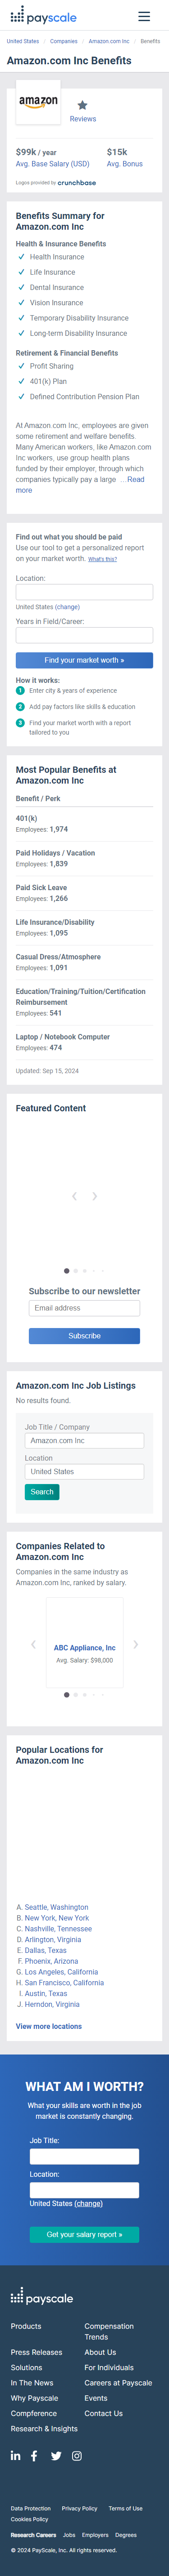 payscale
United States / Companies / Amazon.com Inc / Benefits
Amazon.com Inc Benefits
amazon
Reviews
$99k / year
Avg. Base Salary (USD)
$15k
Avg. Bonus
Logos provided by crunchbase
Benefits Summary for
Amazon.com Inc
Health & Insurance Benefits
Health Insurance
Life Insurance
Dental Insurance
Vision Insurance
Temporary Disability Insurance
Long-term Disability Insurance
Retirement & Financial Benefits
Profit Sharing
401(k) Plan
Defined Contribution Pension Plan
At Amazon.com Inc, employees are given
some retirement and welfare benefits.
Many American workers, like Amazon.com
Inc workers, use group health plans
funded by their employer, through which
companies typically pay a large ... Read
more
Find out what you should be paid
Use our tool to get a personalized report
on your market worth. What's this?
Location:
United States (change)
Years in Field/Career:
Find your market worth »
How it works:
1 Enter city & years of experience
2 Add pay factors like skills & education
3 Find your market worth with a report
tailored to you
Most Popular Benefits at
Amazon.com Inc
Benefit / Perk
401(k)
Employees: 1,974
Paid Holidays / Vacation
Employees: 1,839
Paid Sick Leave
Employees: 1,266
Life Insurance/Disability
Employees: 1,095
Casual Dress/Atmosphere
Employees: 1,091
Education/Training/Tuition/Certification
Reimbursement
Employees: 541
Laptop / Notebook Computer
Employees: 474
Updated: Sep 15, 2024
Featured Content
Subscribe to our newsletter
Email address
Subscribe
Amazon.com Inc Job Listings
No results found.
Job Title / Company
Amazon.com Inc
Location
United States
Search
Companies Related to
Amazon.com Inc
Companies in the same industry as
Amazon.com Inc, ranked by salary.
ABC Appliance, Inc
Avg. Salary: $98,000
Popular Locations for
Amazon.com Inc
A. Seattle, Washington
B. New York, New York
C. Nashville, Tennessee
D. Arlington, Virginia
E. Dallas, Texas
F. Phoenix, Arizona
G. Los Angeles, California
H. San Francisco, California
I. Austin, Texas
J. Herndon, Virginia
View more locations
WHAT AM I WORTH?
What your skills are worth in the job
market is constantly changing.
Job Title:
Location:
United States (change)
Get your salary report »
payscale
Products
Compensation
Trends
Press Releases
About Us
Solutions
For Individuals
In The News
Careers at Payscale
Why Payscale
Events
Compference
Contact Us
Research & Insights
Data Protection Privacy Policy Terms of Use
Cookies Policy
Research Careers Jobs Employers Degrees
© 2024 PayScale, Inc. All rights reserved.